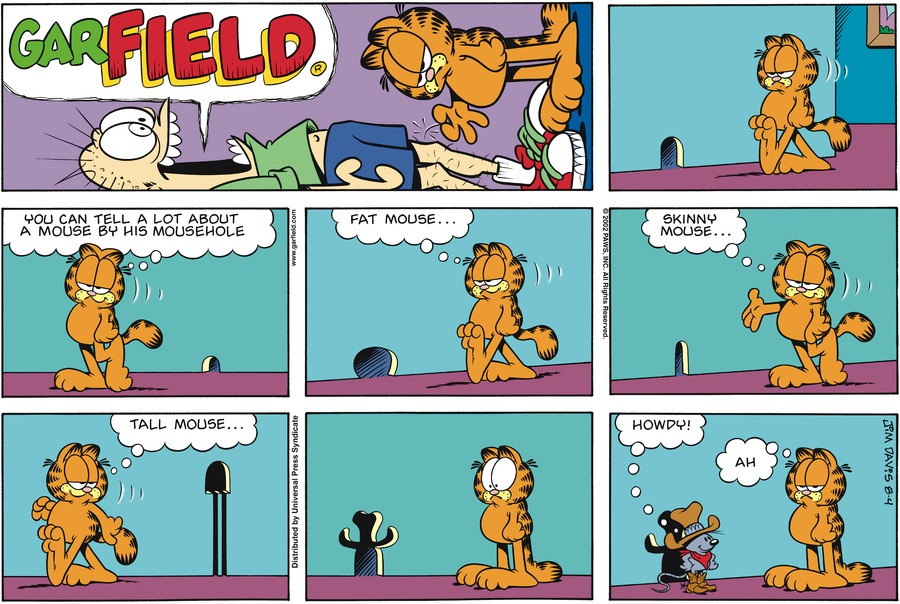 GARFIELD®
YOU CAN TELL A LOT ABOUT
A MOUSE BY HIS MOUSEHOLE
www.garfield.com
FAT MOUSE...
© 2002 PAWS, INC. All Rights Reserved.
SKINNY
MOUSE...
TALL MOUSE...
Distributed by Universal Press Syndicate
HOWDY!
AH
JIM DAVIS 8-4